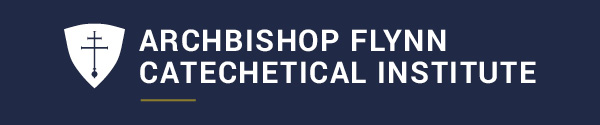 ARCHBISHOP FLYNN
CATECHETICAL INSTITUTE